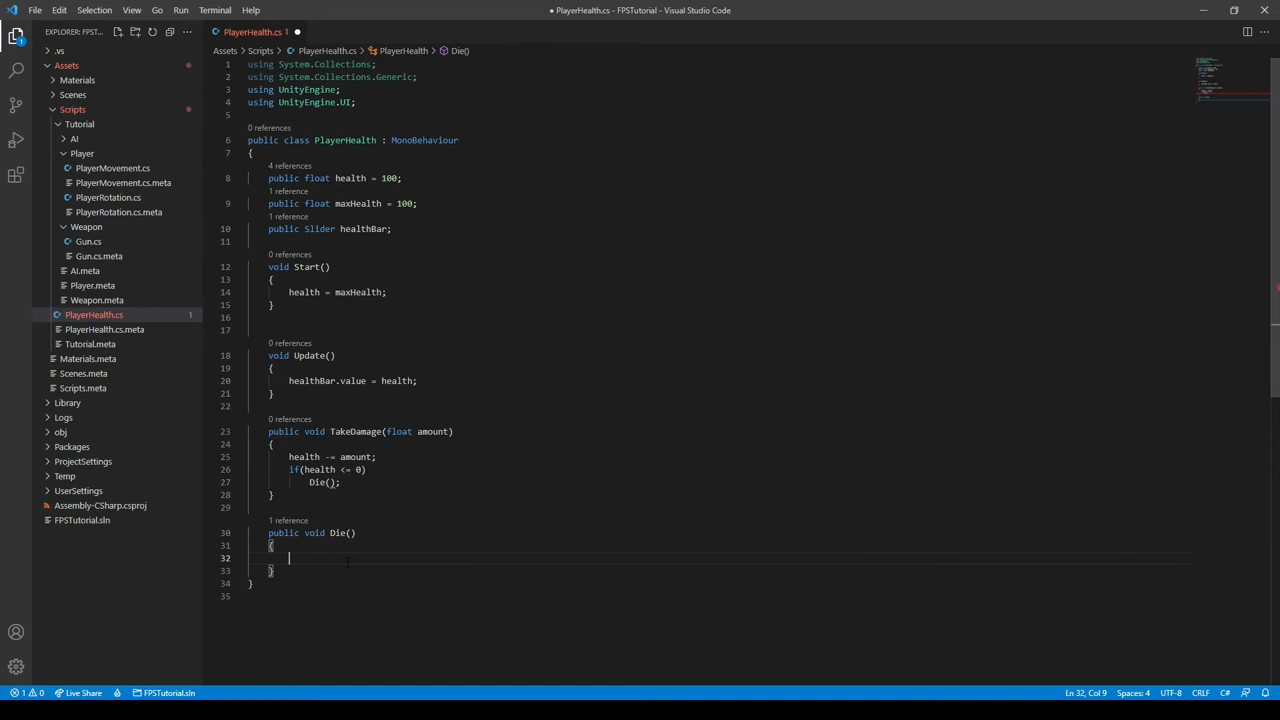 File Edit Selection View Go Run Terminal Help
● PlayerHealth.cs - FPSTutorial - Visual Studio Code
EXPLORER: FPST...
.vs
Assets
Materials
Scenes
Scripts
Tutorial
AI
Player
PlayerMovement.cs
PlayerMovement.cs.meta
PlayerRotation.cs
PlayerRotation.cs.meta
Weapon
Gun.cs
Gun.cs.meta
AI.meta
Player.meta
Weapon.meta
PlayerHealth.cs 1
PlayerHealth.cs.meta
Tutorial.meta
Materials.meta
Scenes.meta
Scripts.meta
Library
Logs
obj
Packages
ProjectSettings
Temp
UserSettings
Assembly-CSharp.csproj
FPSTutorial.sln
PlayerHealth.cs 1 ●
Assets > Scripts > PlayerHealth.cs > PlayerHealth > Die()
1 using System.Collections;
2 using System.Collections.Generic;
3 using UnityEngine;
4 using UnityEngine.UI;
5
0 references
6 public class PlayerHealth : MonoBehaviour
7 {
4 references
8 public float health = 100;
1 reference
9 public float maxHealth = 100;
1 reference
10 public Slider healthBar;
11
0 references
12 void Start()
13 {
14 health = maxHealth;
15 }
16
17
0 references
18 void Update()
19 {
20 healthBar.value = health;
21 }
22
0 references
23 public void TakeDamage(float amount)
24 {
25 health -= amount;
26 if(health <= 0)
27 Die();
28 }
29
1 reference
30 public void Die()
31 {
32
33 }
34 }
35
1 0 Live Share FPSTutorial.sln Ln 32, Col 9 Spaces: 4 UTF-8 CRLF C#